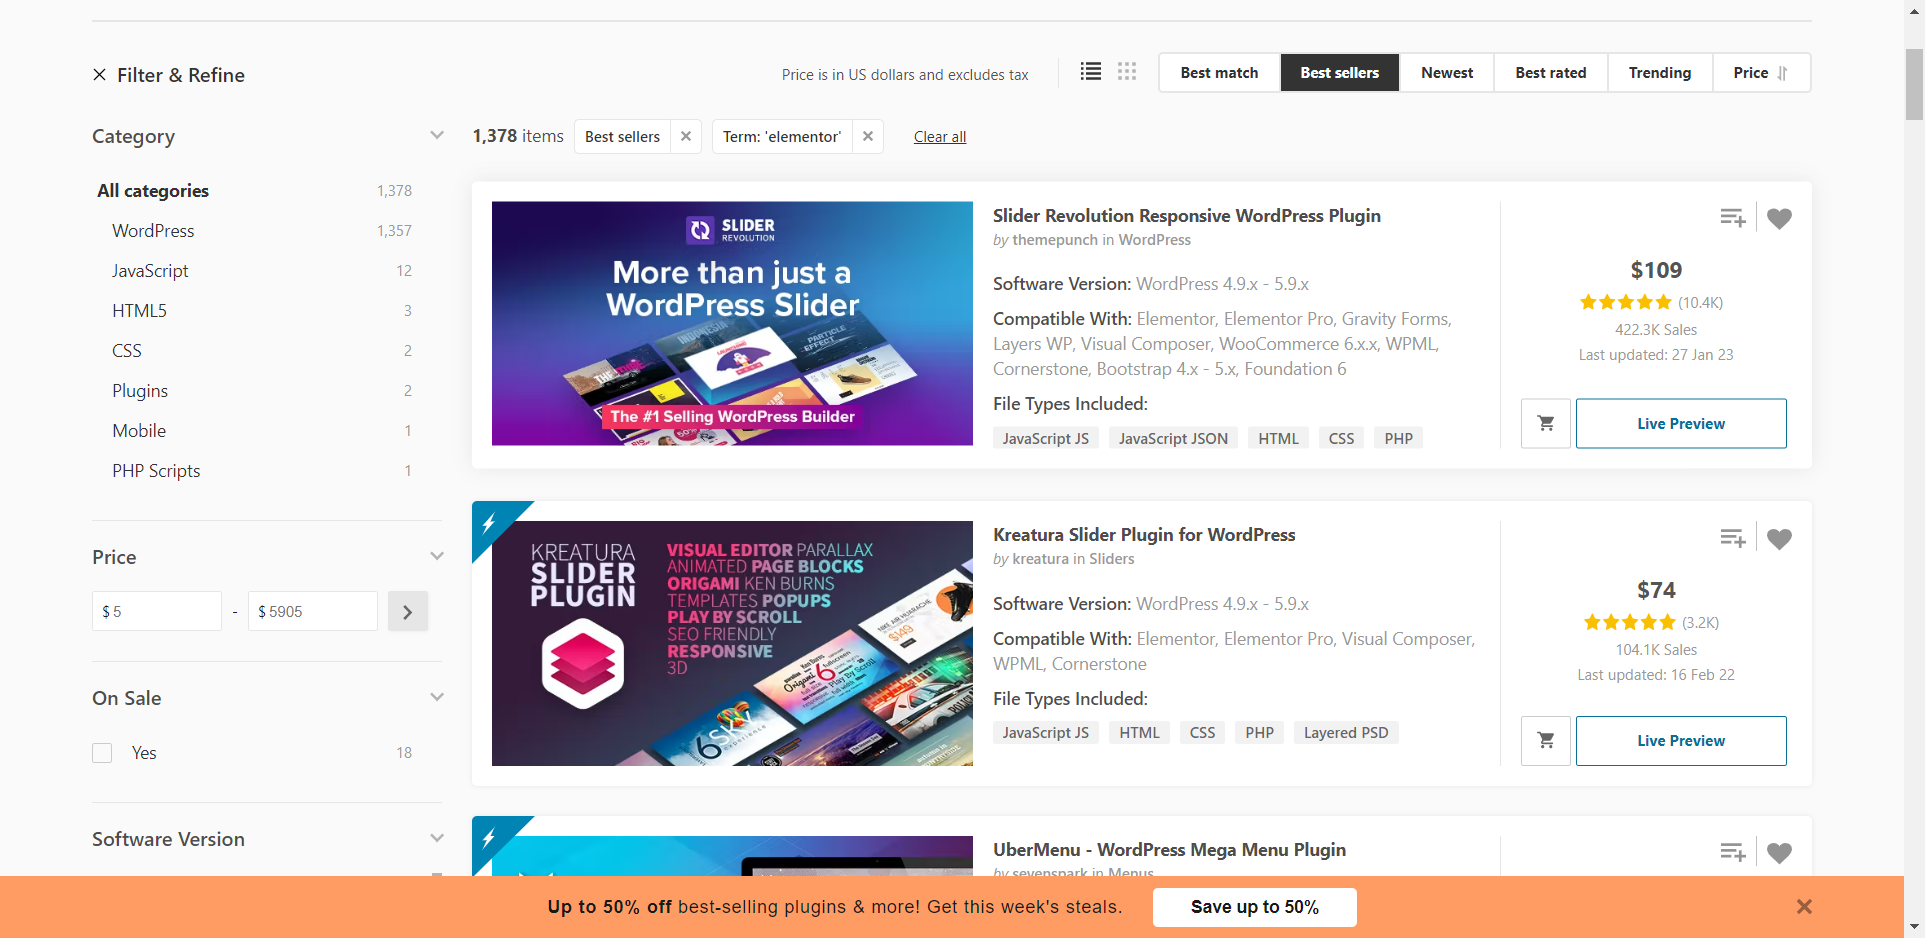 Filter & Refine
Price is in US dollars and excludes tax
Best match
Best sellers
Newest
Best rated
Trending
Price
Category
1,378 items
Best sellers
Term: 'elementor'
Clear all
All categories 1,378
WordPress 1,357
JavaScript 12
HTML5 3
CSS 2
Plugins 2
Mobile 1
PHP Scripts 1
Price
$ 5 - $ 5905
On Sale
Yes 18
Software Version
SLIDER
REVOLUTION
More than just a
WordPress Slider
The #1 Selling WordPress Builder
Slider Revolution Responsive WordPress Plugin
by themepunch in WordPress
Software Version: WordPress 4.9.x - 5.9.x
Compatible With: Elementor, Elementor Pro, Gravity Forms,
Layers WP, Visual Composer, WooCommerce 6.x.x, WPML,
Cornerstone, Bootstrap 4.x - 5.x, Foundation 6
File Types Included:
JavaScript JS JavaScript JSON HTML CSS PHP
$109
(10.4K)
422.3K Sales
Last updated: 27 Jan 23
Live Preview
KREATURA
SLIDER
PLUGIN
VISUAL EDITOR PARALLAX
ANIMATED PAGE BLOCKS
ORIGAMI KEN BURNS
TEMPLATES POPUPS
PLAY BY SCROLL
SEO FRIENDLY
RESPONSIVE
3D
Kreatura Slider Plugin for WordPress
by kreatura in Sliders
Software Version: WordPress 4.9.x - 5.9.x
Compatible With: Elementor, Elementor Pro, Visual Composer,
WPML, Cornerstone
File Types Included:
JavaScript JS HTML CSS PHP Layered PSD
$74
(3.2K)
104.1K Sales
Last updated: 16 Feb 22
Live Preview
UberMenu - WordPress Mega Menu Plugin
by sevenspark in Menus
Up to 50% off best-selling plugins & more! Get this week's steals.
Save up to 50%